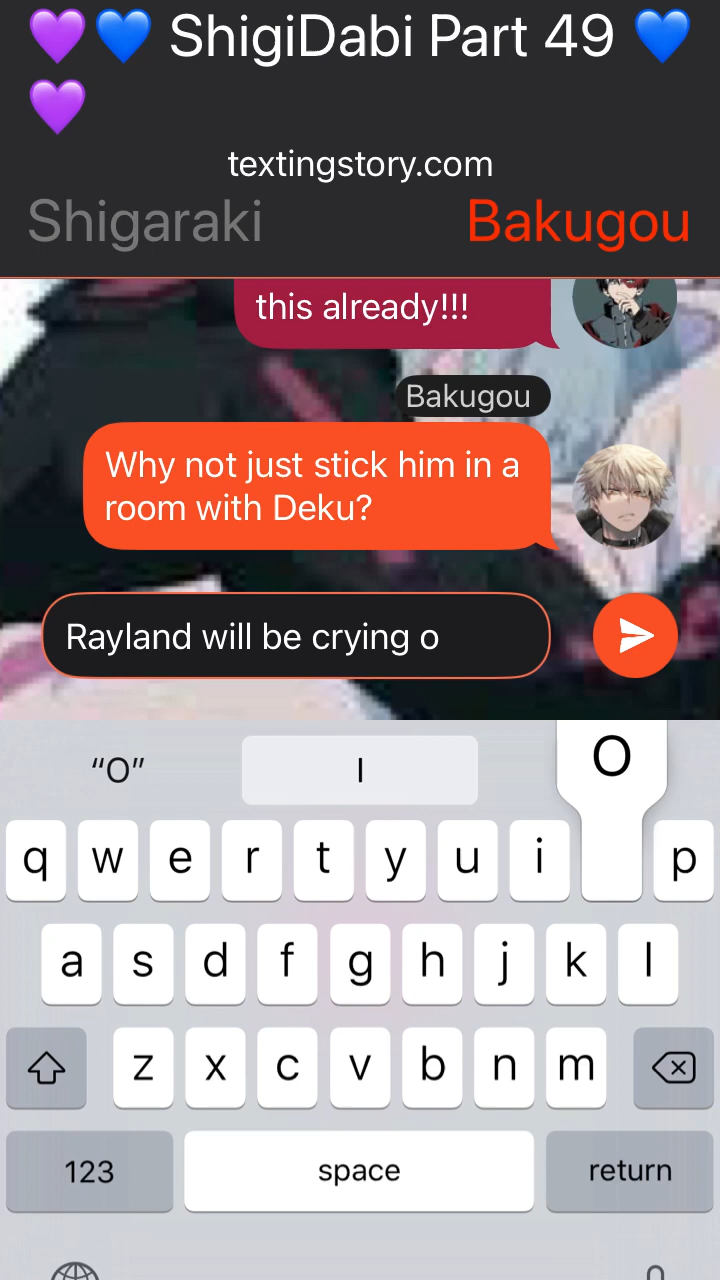 💜💙 ShigiDabi Part 49 💙
💜
textingstory.com
Shigaraki Bakugou
this already!!!
Bakugou
Why not just stick him in a
room with Deku?
Rayland will be crying o
“O” I O
q w e r t y u i p
a s d f g h j k l
z x c v b n m
123 space return